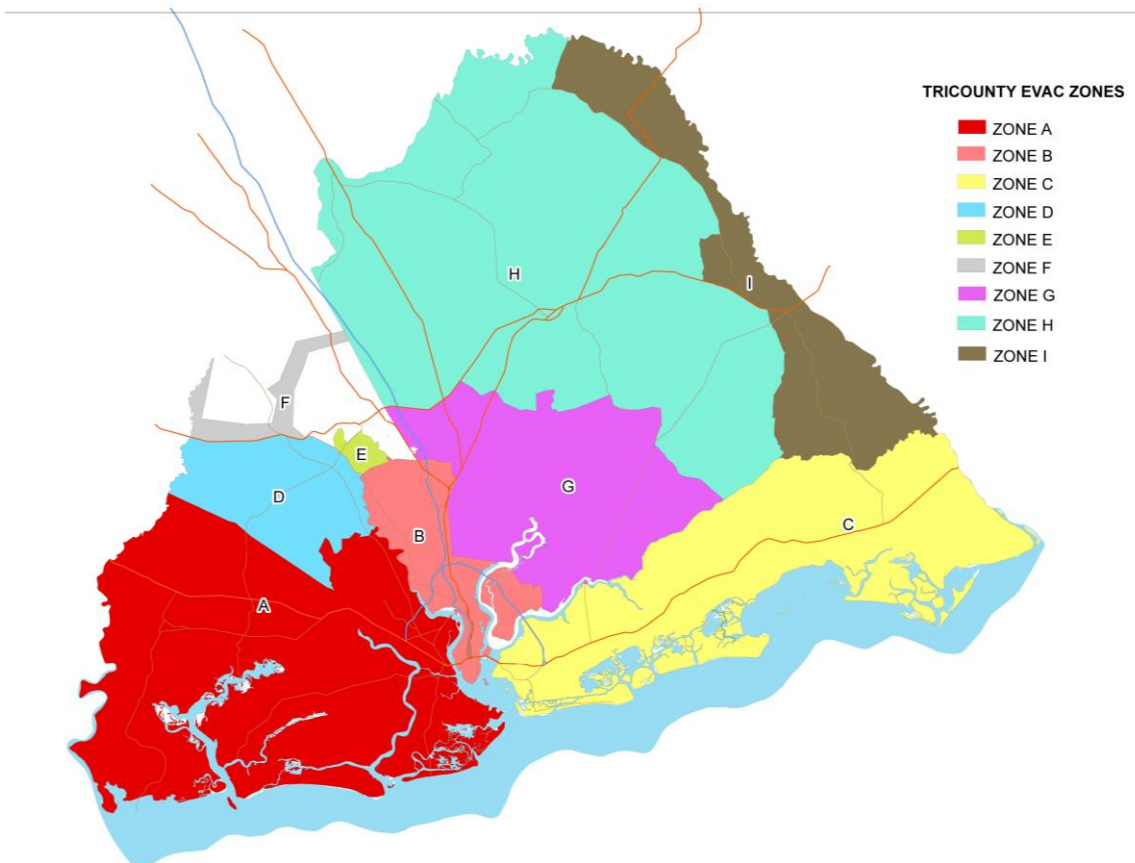 TRICOUNTY EVAC ZONES
ZONE A
ZONE B
ZONE C
ZONE D
ZONE E
ZONE F
ZONE G
ZONE H
ZONE I
H
I
F
E
D
G
C
B
A